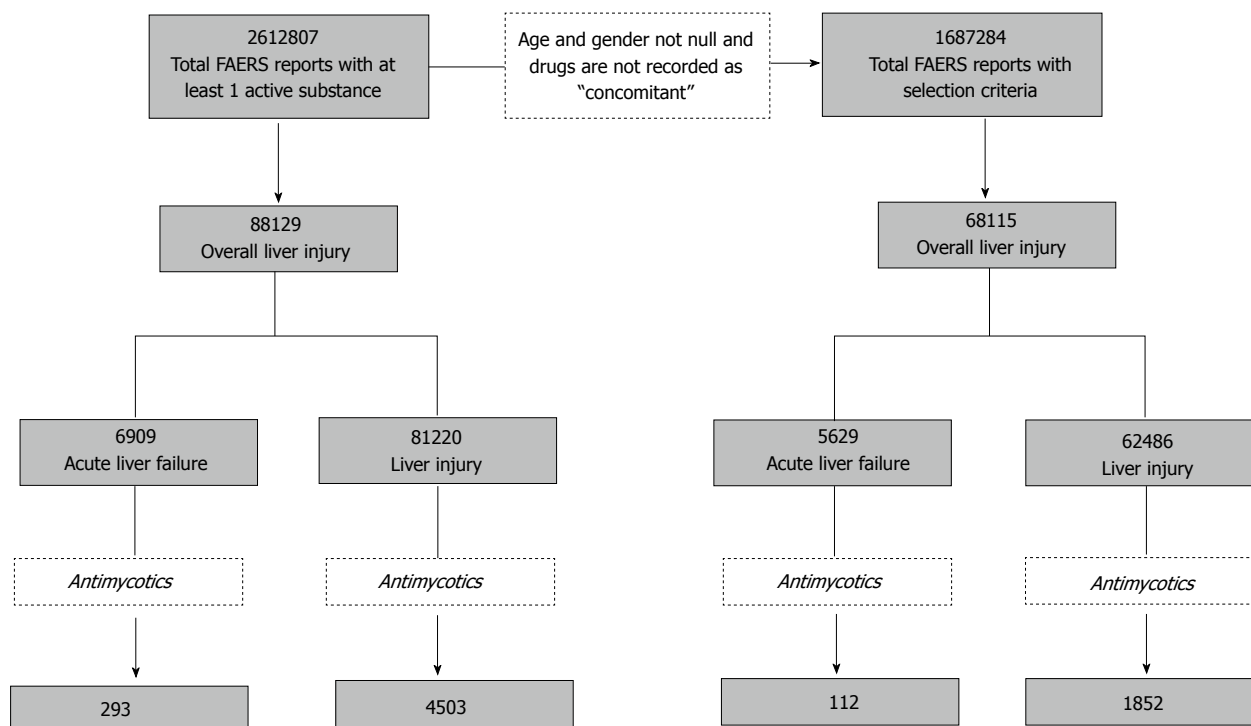 2612807
Total FAERS reports with at
least 1 active substance
Age and gender not null and
drugs are not recorded as
“concomitant”
1687284
Total FAERS reports with
selection criteria
88129
Overall liver injury
68115
Overall liver injury
6909
Acute liver failure
81220
Liver injury
5629
Acute liver failure
62486
Liver injury
Antimycotics
Antimycotics
Antimycotics
Antimycotics
293
4503
112
1852